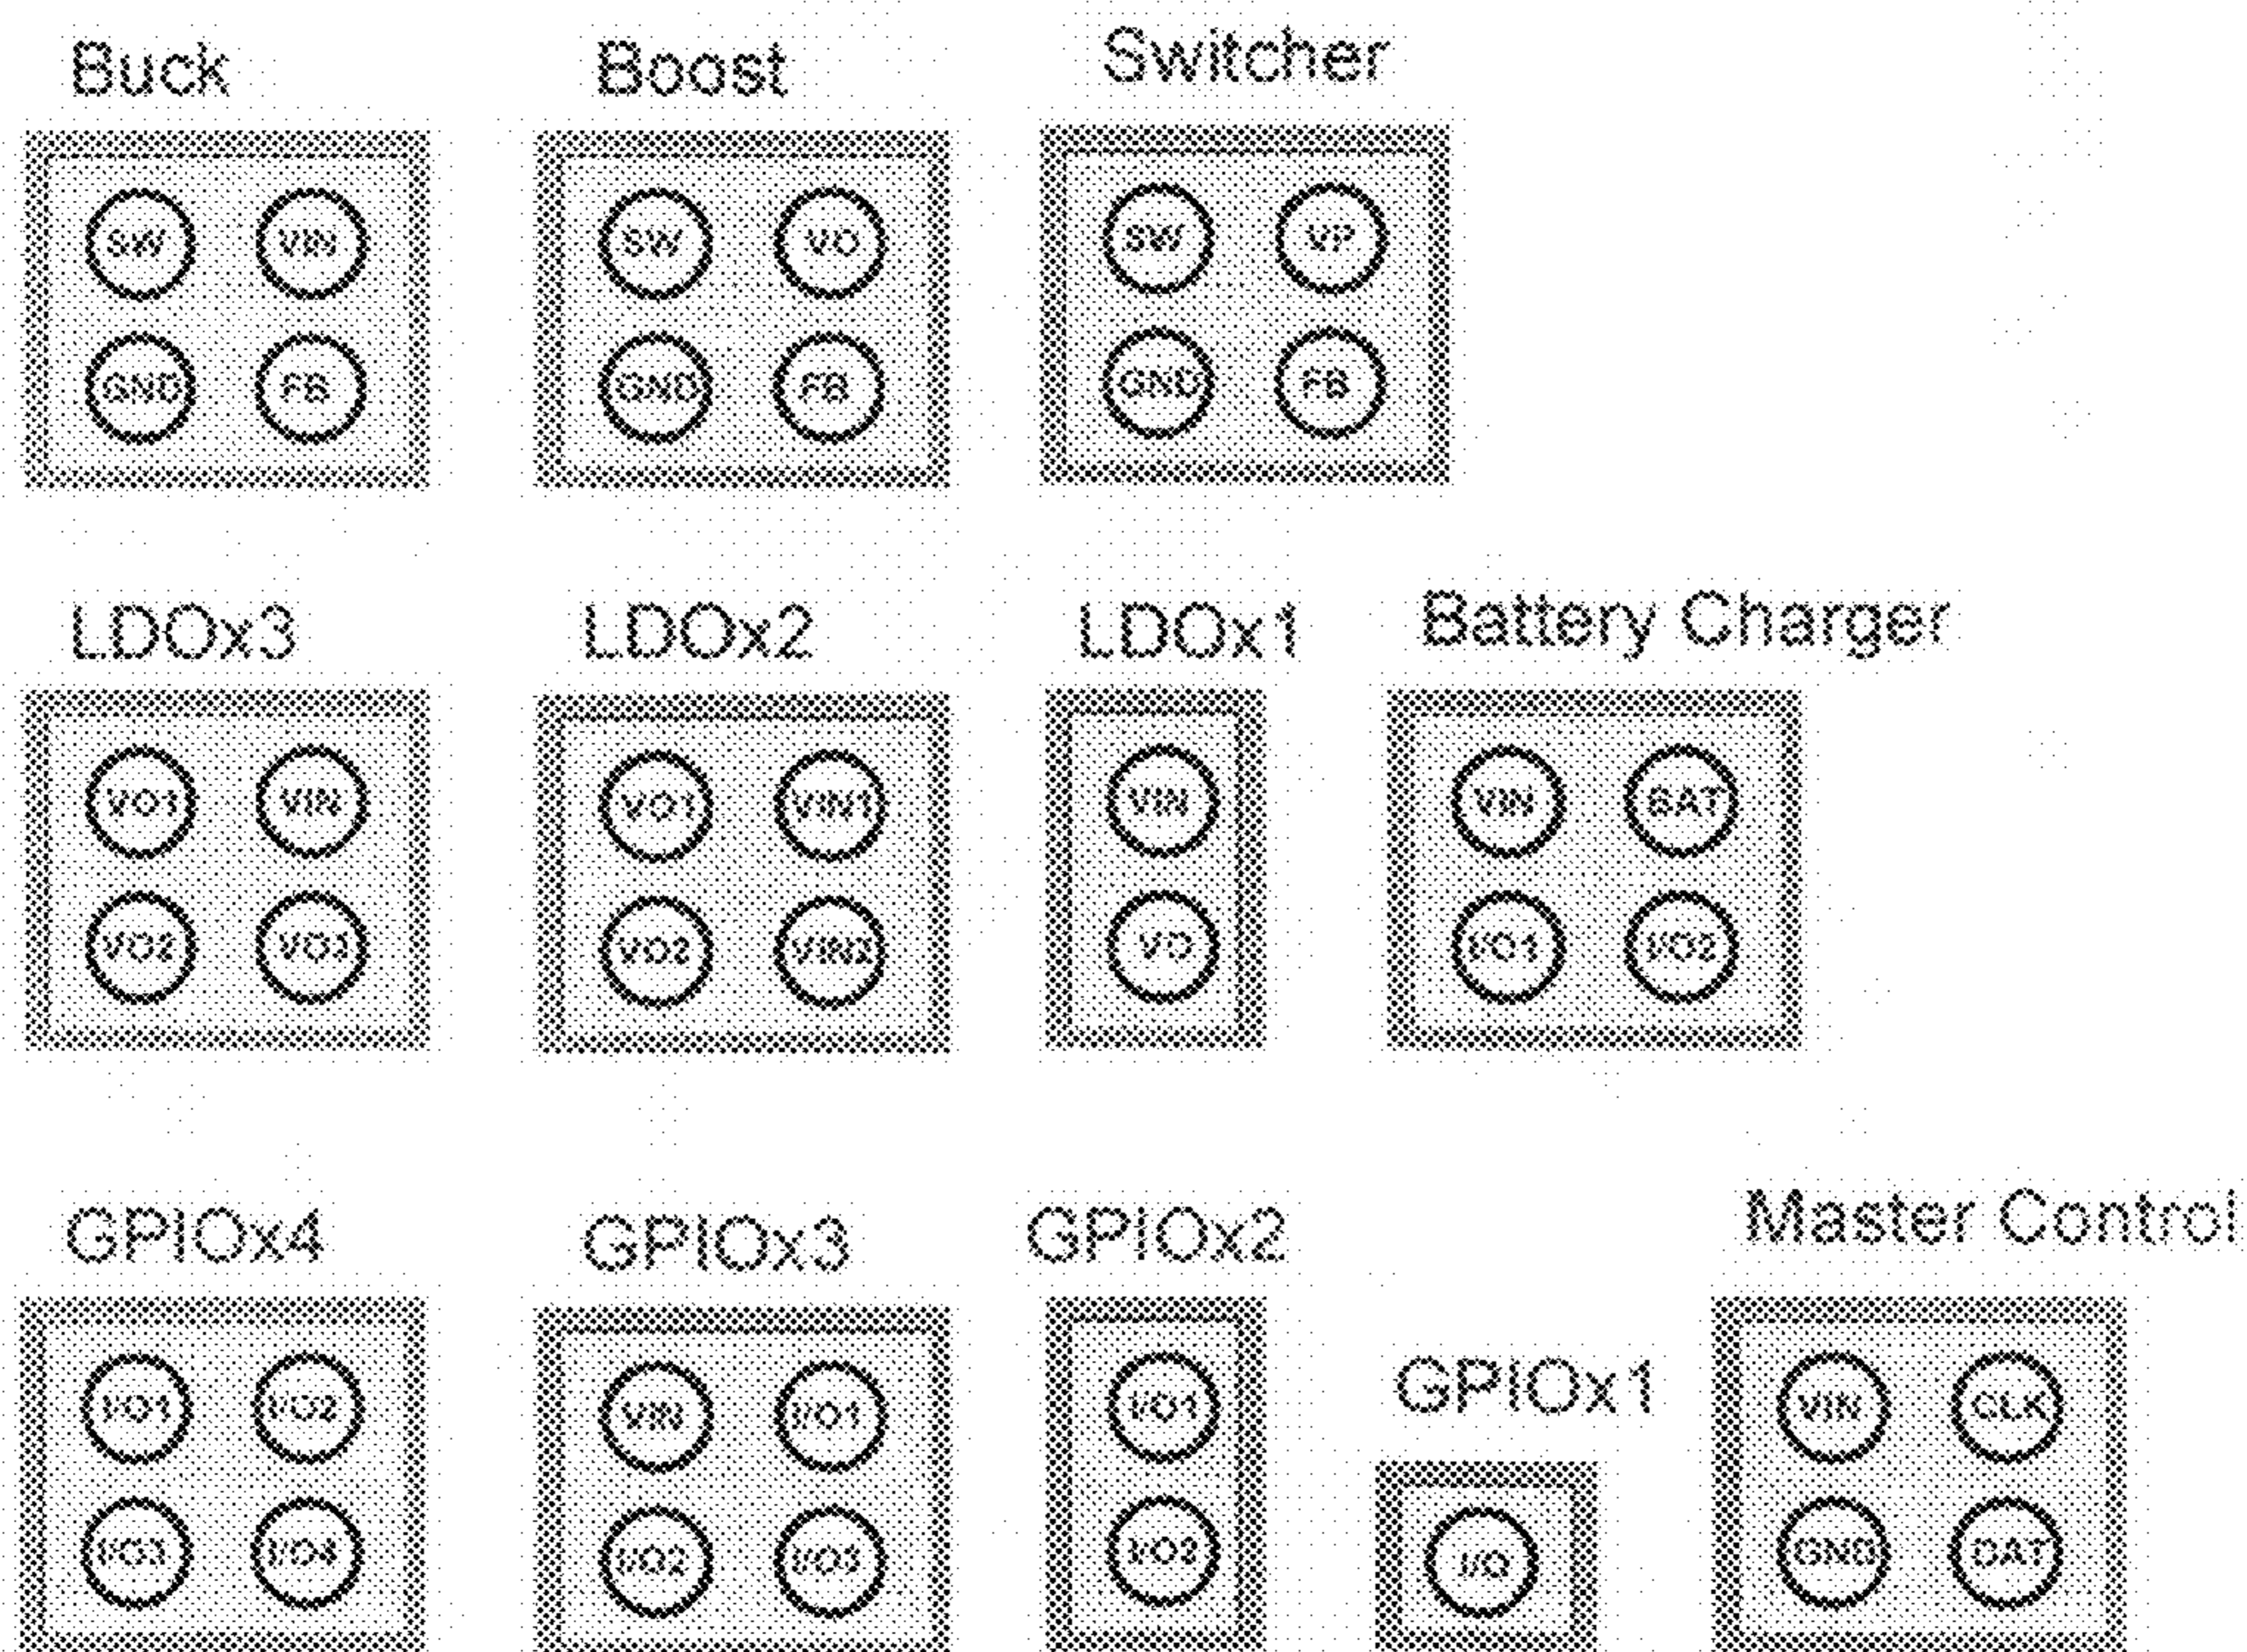 Buck Boost Switcher
SW VIN SW VO SW VP
GND FB GND FB GND FB
LDOx3 LDOx2 LDOx1 Battery Charger
VO1 VIN VO1 VIN1 VIN VIN BAT
VO2 VO3 VO2 VIN2 VO I/O1 I/O2
GPIOx4 GPIOx3 GPIOx2 GPIOx1 Master Control
I/O1 I/O2 VIN I/O1 I/O1 VIN CLK
I/O3 I/O4 I/O2 I/O3 I/O2 I/O GND DAT